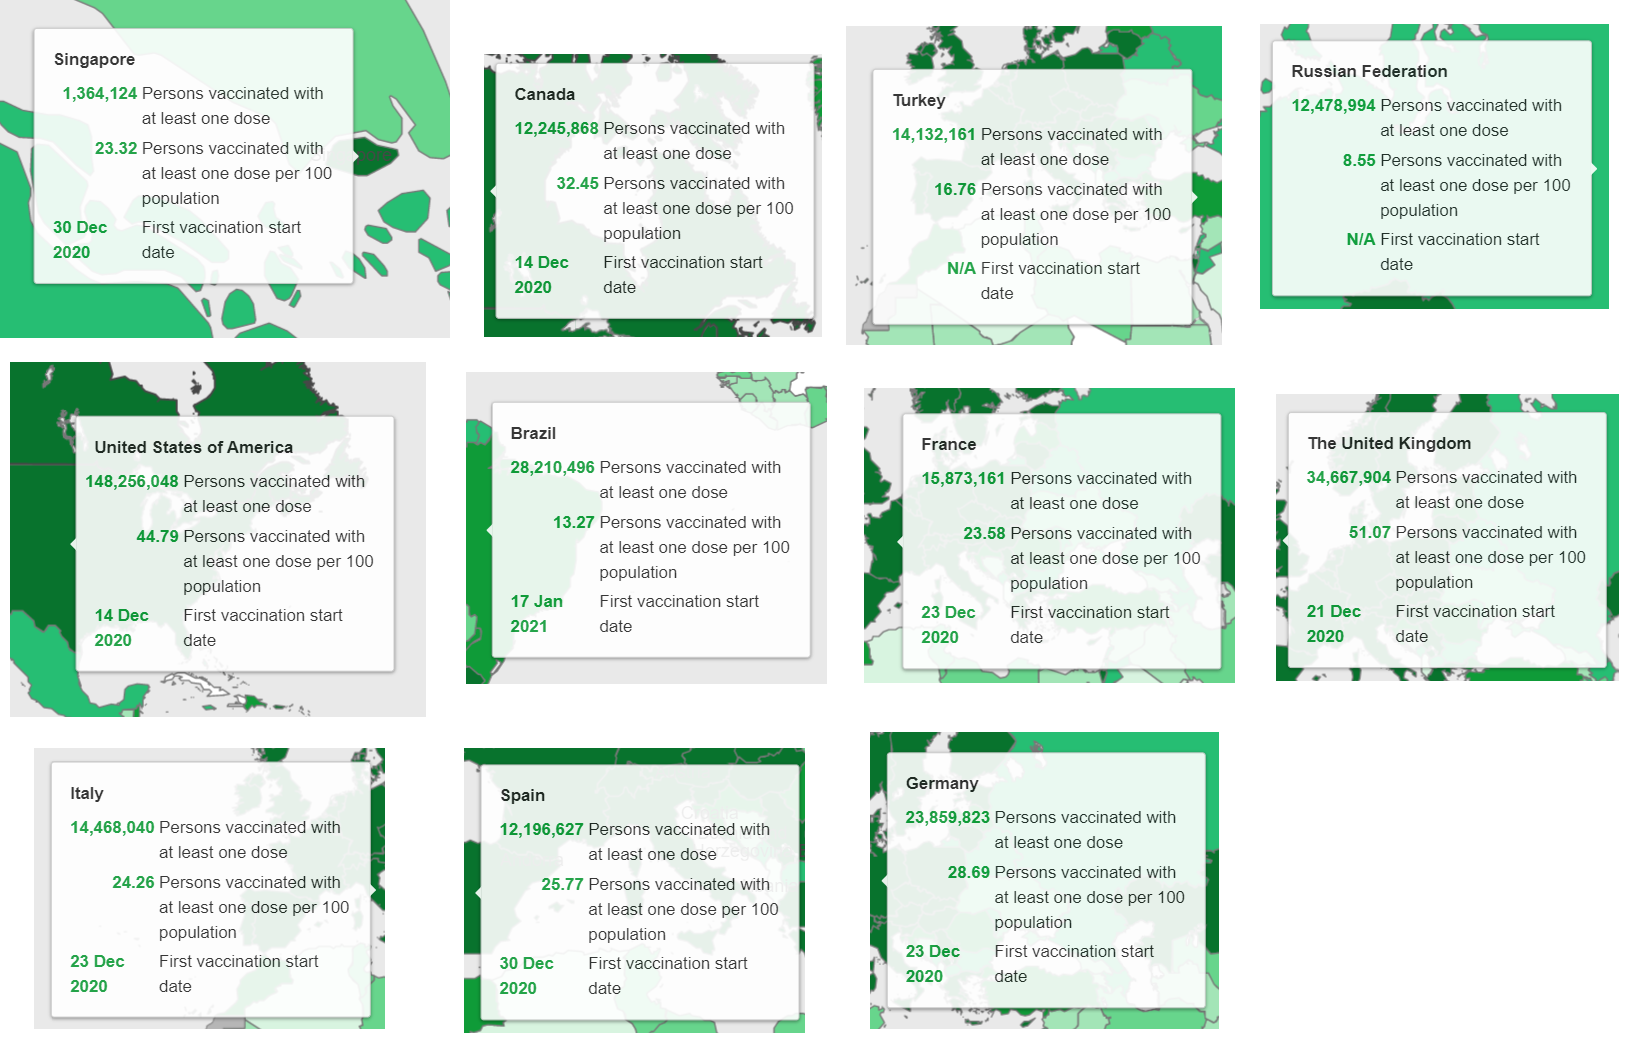 Singapore
1,364,124 Persons vaccinated with
at least one dose
23.32 Persons vaccinated with
at least one dose per 100
population
30 Dec First vaccination start
2020 date
Canada
12,245,868 Persons vaccinated with
at least one dose
32.45 Persons vaccinated with
at least one dose per 100
population
14 Dec First vaccination start
2020 date
Turkey
14,132,161 Persons vaccinated with
at least one dose
16.76 Persons vaccinated with
at least one dose per 100
population
N/A First vaccination start
date
Russian Federation
12,478,994 Persons vaccinated with
at least one dose
8.55 Persons vaccinated with
at least one dose per 100
population
N/A First vaccination start
date
United States of America
148,256,048 Persons vaccinated with
at least one dose
44.79 Persons vaccinated with
at least one dose per 100
population
14 Dec First vaccination start
2020 date
Brazil
28,210,496 Persons vaccinated with
at least one dose
13.27 Persons vaccinated with
at least one dose per 100
population
17 Jan First vaccination start
2021 date
France
15,873,161 Persons vaccinated with
at least one dose
23.58 Persons vaccinated with
at least one dose per 100
population
23 Dec First vaccination start
2020 date
The United Kingdom
34,667,904 Persons vaccinated with
at least one dose
51.07 Persons vaccinated with
at least one dose per 100
population
21 Dec First vaccination start
2020 date
Italy
14,468,040 Persons vaccinated with
at least one dose
24.26 Persons vaccinated with
at least one dose per 100
population
23 Dec First vaccination start
2020 date
Spain
12,196,627 Persons vaccinated with
at least one dose
25.77 Persons vaccinated with
at least one dose per 100
population
30 Dec First vaccination start
2020 date
Germany
23,859,823 Persons vaccinated with
at least one dose
28.69 Persons vaccinated with
at least one dose per 100
population
23 Dec First vaccination start
2020 date